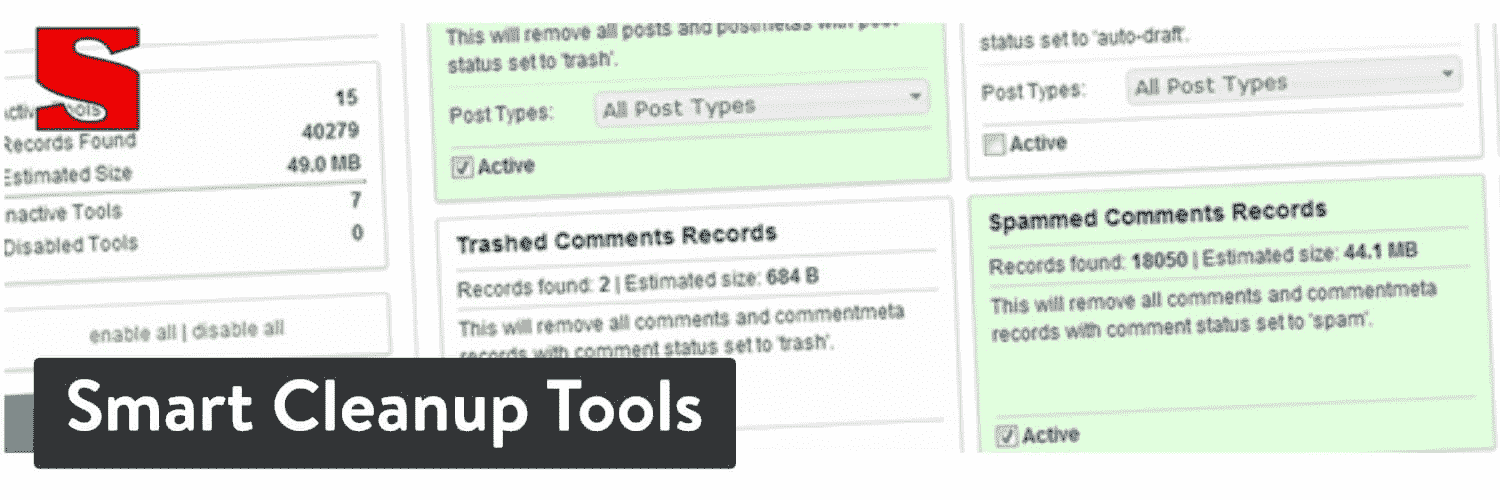 S
15
Records Found 40279
Estimated Size 49.0 MB
Inactive Tools 7
Disabled Tools 0
enable all | disable all
This will remove all posts and postmetas with post
status set to 'trash'.
Post Types: All Post Types
Active
Trashed Comments Records
Records found: 2 | Estimated size: 684 B
This will remove all comments and commentmeta
records with comment status set to 'trash'.
status set to 'auto-draft'.
Post Types: All Post Types
Active
Spammed Comments Records
Records found: 18050 | Estimated size: 44.1 MB
This will remove all comments and commentmeta
records with comment status set to 'spam'.
Active
Smart Cleanup Tools